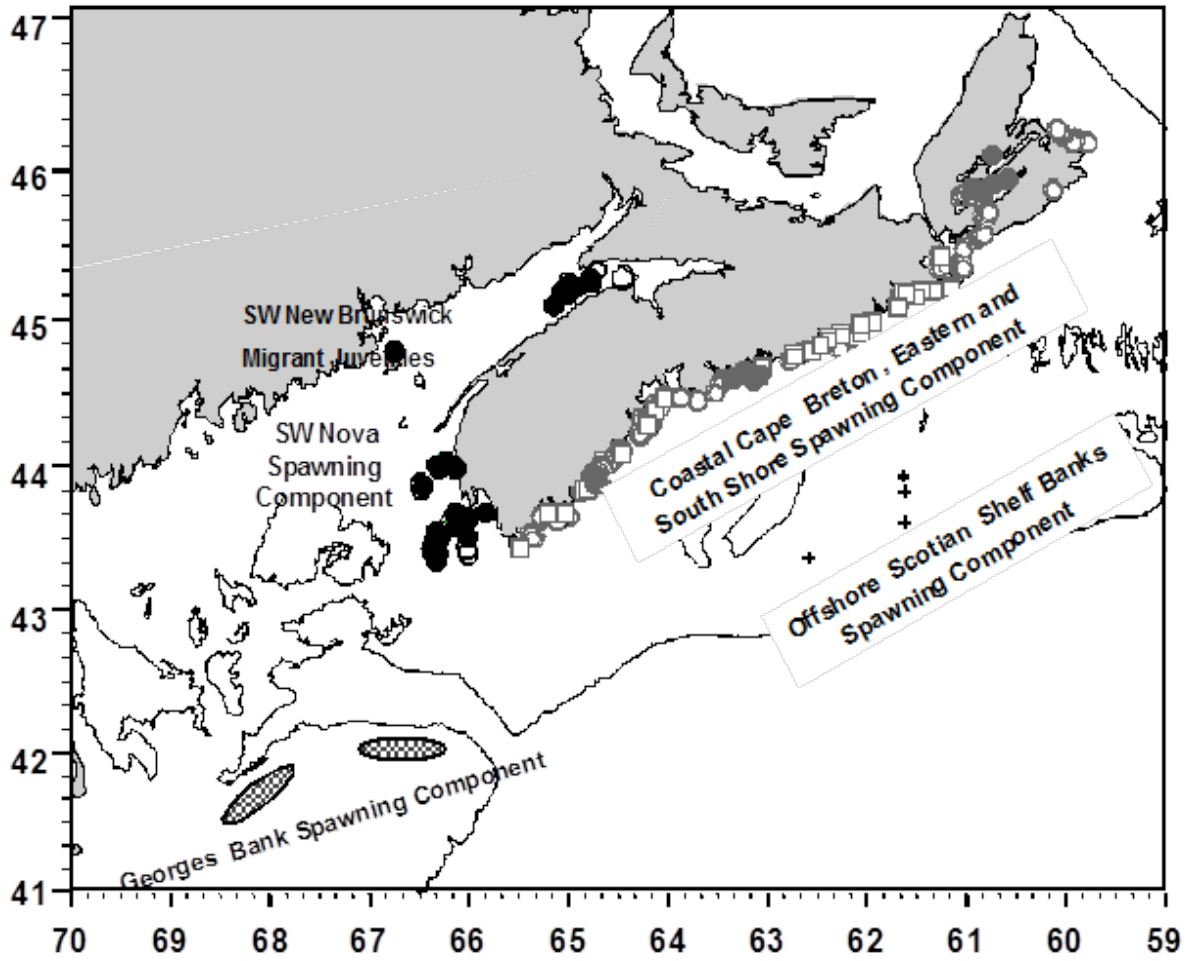 47
46
45
44
43
42
41
SW New Brunswick
Migrant Juveniles
SW Nova
Spawning
Component
Coastal Cape Breton, Eastern and
South Shore Spawning Component
Offshore Scotian Shelf Banks
Spawning Component
Georges Bank Spawning Component
70 69 68 67 66 65 64 63 62 61 60 59